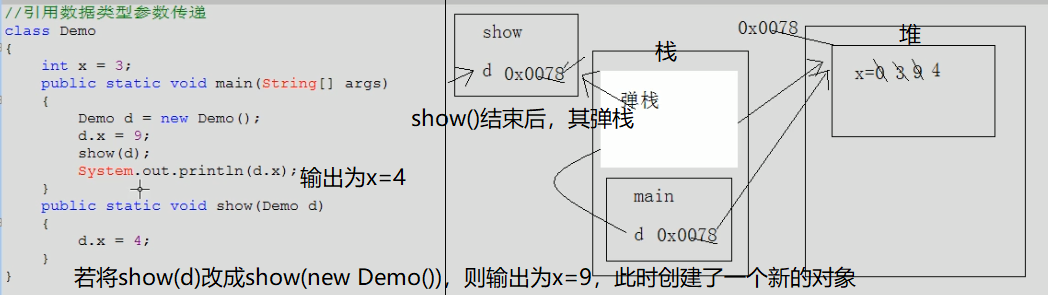 //引用数据类型参数传递
class Demo
{
int x = 3;
public static void main(String[] args)
{
Demo d = new Demo();
d.x = 9;
show(d);
System.out.println(d.x);
输出为x=4
}
public static void show(Demo d)
{
d.x = 4;
}
}
若将show(d)改成show(new Demo())，则输出为x=9，此时创建了一个新的对象
show
d 0x0078
show()结束后，其弹栈
栈
弹栈
main
d 0x0078
0x0078
堆
x=0 3 9 4